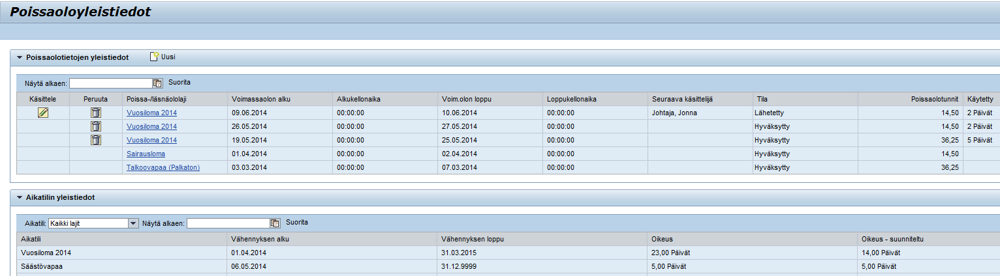 Poissaoloyleistiedot
Poissaolotietojen yleistiedot Uusi
Näytä alkaen: Suorita
Käsittele Peruuta Poissa-/läsnäololaji Voimassaolon alku Alkukellonaika Voim.olon loppu Loppukellonaika Seuraava käsittelijä Tila Poissaolotunnit Käytetty
Vuosiloma 2014 09.06.2014 00:00:00 10.06.2014 00:00:00 Johtaja, Jonna Lähetetty 14,50 2 Päivät
Vuosiloma 2014 26.05.2014 00:00:00 27.05.2014 00:00:00 Hyväksytty 14,50 2 Päivät
Vuosiloma 2014 19.05.2014 00:00:00 25.05.2014 00:00:00 Hyväksytty 36,25 5 Päivät
Sairausloma 01.04.2014 00:00:00 02.04.2014 00:00:00 Hyväksytty 14,50
Talkoovapaa (Palkaton) 03.03.2014 00:00:00 07.03.2014 00:00:00 Hyväksytty 36,25
Aikatilin yleistiedot
Aikatili: Kaikki lajit Näytä alkaen: Suorita
Aikatili Vähennyksen alku Vähennyksen loppu Oikeus Oikeus - suunniteltu
Vuosiloma 2014 01.04.2014 31.03.2015 23,00 Päivät 14,00 Päivät
Säästövapaa 06.05.2014 31.12.9999 5,00 Päivät 5,00 Päivät